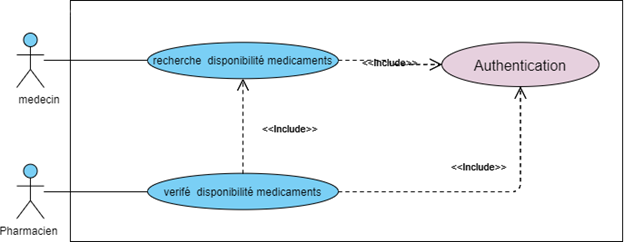 recherche disponibilité medicaments
<<Include>>
Authentication
medecin
<<Include>>
<<Include>>
verifé disponibilité medicaments
Pharmacien